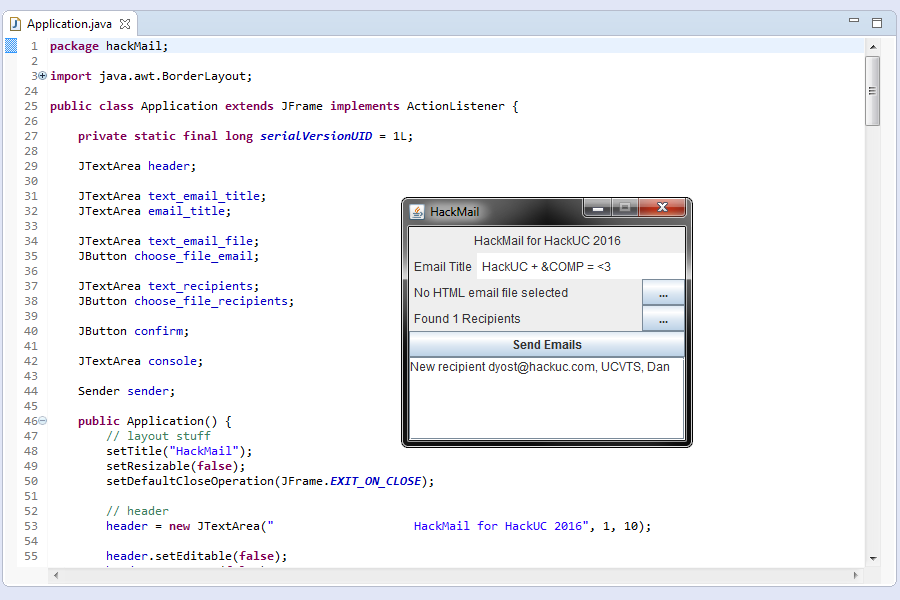 Application.java
1 package hackMail;
2
3 import java.awt.BorderLayout;
24
25 public class Application extends JFrame implements ActionListener {
26
27 private static final long serialVersionUID = 1L;
28
29 JTextArea header;
30
31 JTextArea text_email_title;
32 JTextArea email_title;
33
34 JTextArea text_email_file;
35 JButton choose_file_email;
36
37 JTextArea text_recipients;
38 JButton choose_file_recipients;
39
40 JButton confirm;
41
42 JTextArea console;
43
44 Sender sender;
45
46 public Application() {
47 // layout stuff
48 setTitle("HackMail");
49 setResizable(false);
50 setDefaultCloseOperation(JFrame.EXIT_ON_CLOSE);
51
52 // header
53 header = new JTextArea("                    HackMail for HackUC 2016", 1, 10);
54
55 header.setEditable(false);
HackMail
HackMail for HackUC 2016
Email Title HackUC + &COMP = <3
No HTML email file selected ...
Found 1 Recipients ...
Send Emails
New recipient dyost@hackuc.com, UCVTS, Dan